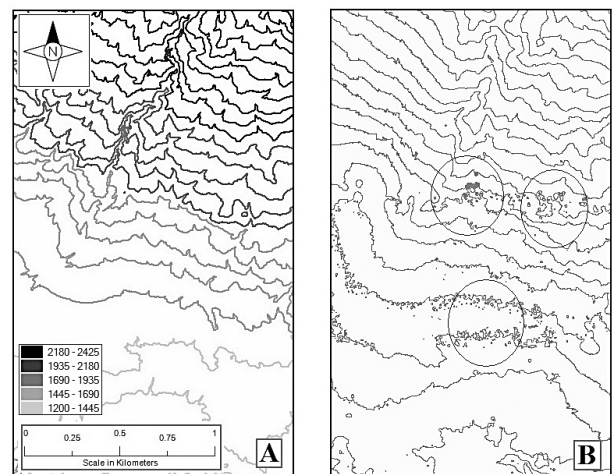 N
2180 - 2425
1935 - 2180
1690 - 1935
1445 - 1690
1200 - 1445
0 0.25 0.5 0.75 1
Scale in Kilometers
A
B